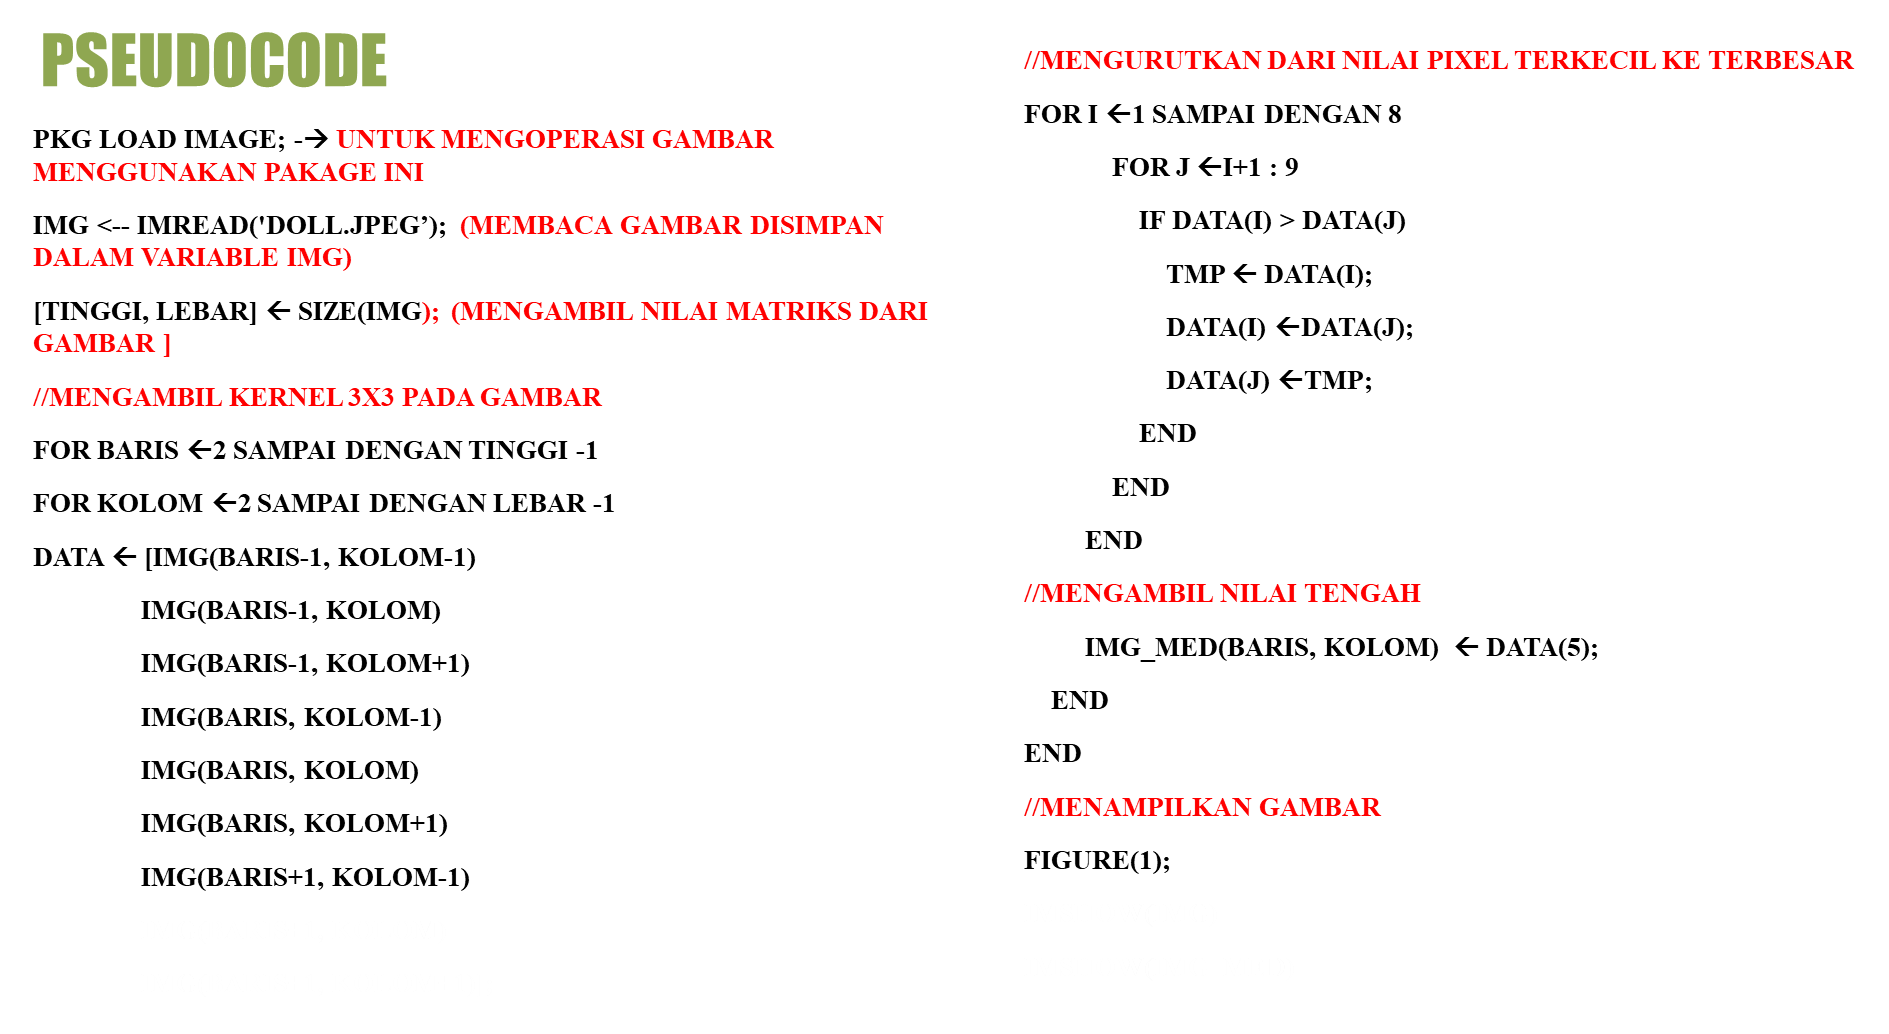 PSEUDOCODE
PKG LOAD IMAGE; -→ UNTUK MENGOPERASI GAMBAR
MENGGUNAKAN PAKAGE INI
IMG <-- IMREAD('DOLL.JPEG’); (MEMBACA GAMBAR DISIMPAN
DALAM VARIABLE IMG)
[TINGGI, LEBAR] ← SIZE(IMG); (MENGAMBIL NILAI MATRIKS DARI
GAMBAR ]
//MENGAMBIL KERNEL 3X3 PADA GAMBAR
FOR BARIS ←2 SAMPAI DENGAN TINGGI -1
FOR KOLOM ←2 SAMPAI DENGAN LEBAR -1
DATA ← [IMG(BARIS-1, KOLOM-1)
IMG(BARIS-1, KOLOM)
IMG(BARIS-1, KOLOM+1)
IMG(BARIS, KOLOM-1)
IMG(BARIS, KOLOM)
IMG(BARIS, KOLOM+1)
IMG(BARIS+1, KOLOM-1)
//MENGURUTKAN DARI NILAI PIXEL TERKECIL KE TERBESAR
FOR I ←1 SAMPAI DENGAN 8
FOR J ←I+1 : 9
IF DATA(I) > DATA(J)
TMP ← DATA(I);
DATA(I) ←DATA(J);
DATA(J) ←TMP;
END
END
END
//MENGAMBIL NILAI TENGAH
IMG_MED(BARIS, KOLOM) ← DATA(5);
END
END
//MENAMPILKAN GAMBAR
FIGURE(1);